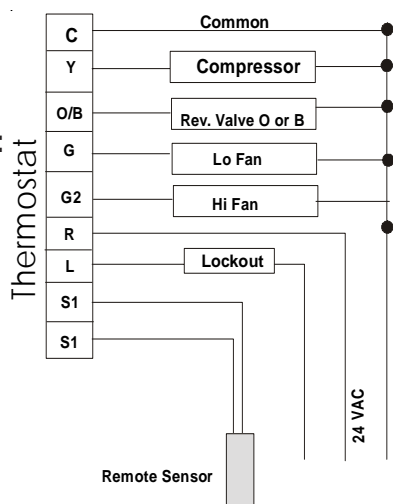 C
Common
Y
Compressor
O/B
Rev. Valve O or B
G
Lo Fan
G2
Hi Fan
R
L
Lockout
S1
S1
Thermostat
24 VAC
Remote Sensor